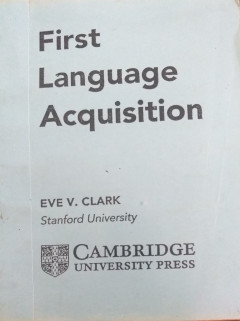 First
Language
Acquisition
EVE V. CLARK
Stanford University
CAMBRIDGE
UNIVERSITY PRESS